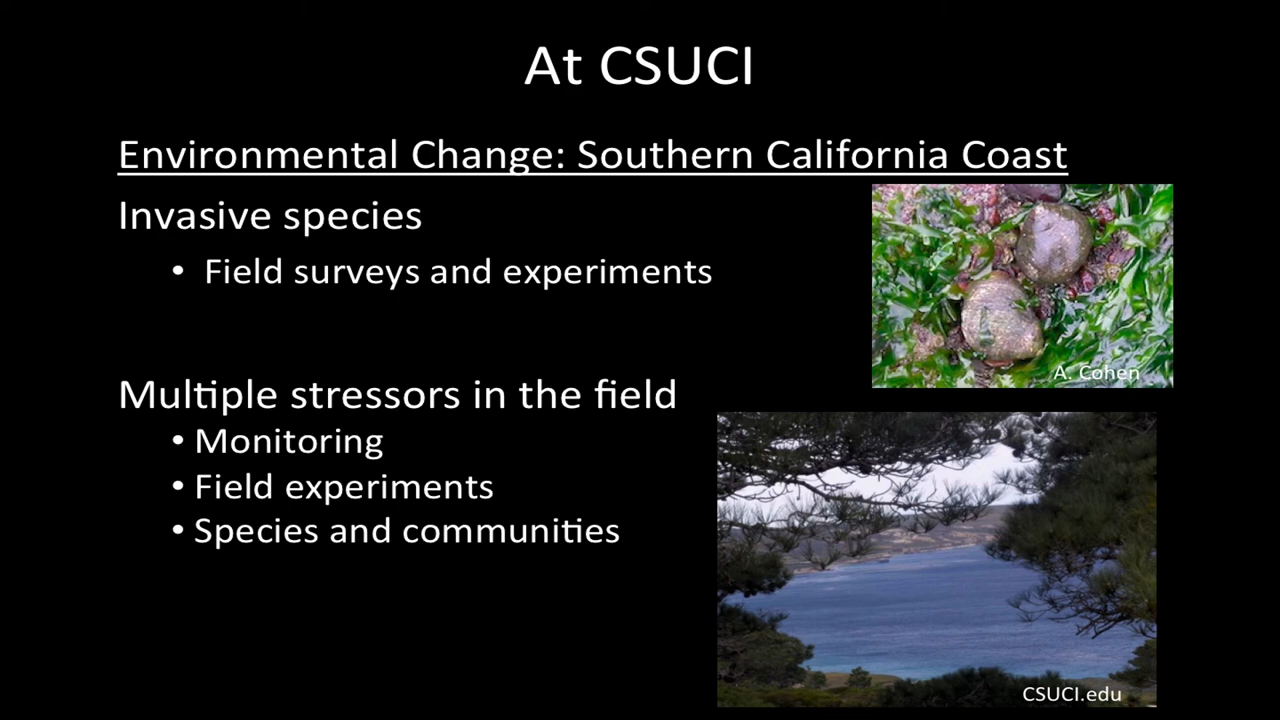 At CSUCI
Environmental Change: Southern California Coast
Invasive species
• Field surveys and experiments
A. Cohen
Multiple stressors in the field
• Monitoring
• Field experiments
• Species and communities
CSUCI.edu